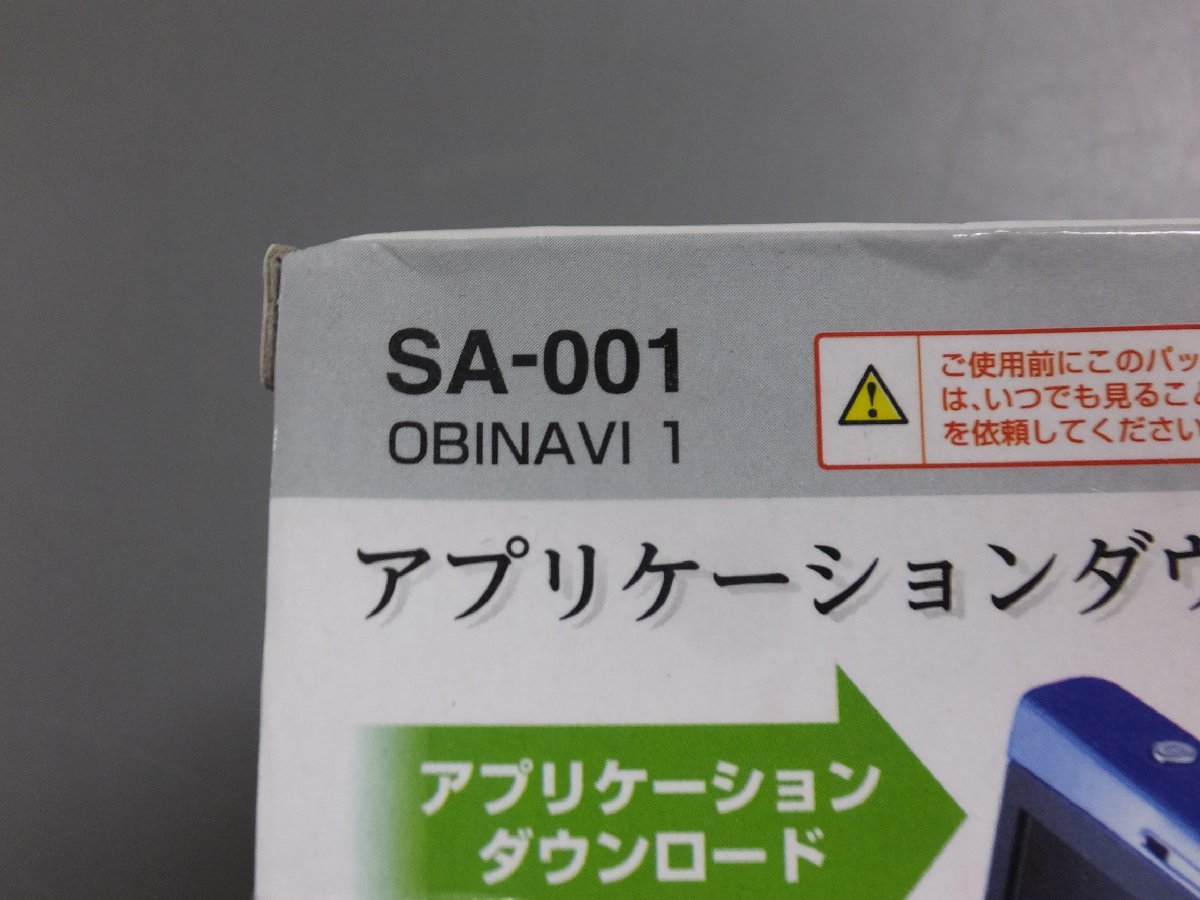 SA-001
OBINAVI 1
ご使用前にこのパッ
は、いつでも見ること
を依頼してください
アプリケーションダウ
アプリケーション
ダウンロード